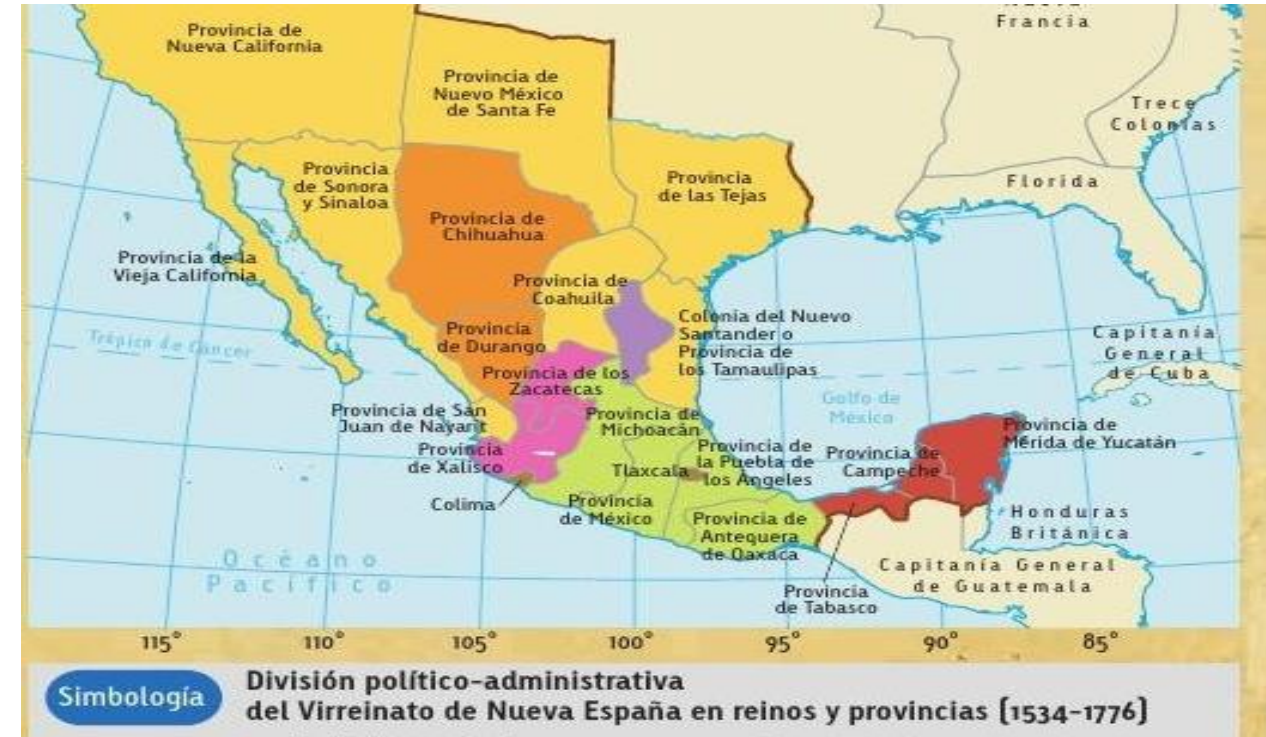 Francia
Provincia de
Nueva California
Provincia de
Nuevo México
de Santa Fe
Trece
Colonias
Provincia
de Sonora
y Sinaloa
Provincia
de las Tejas
Florida
Provincia de
Chihuahua
Provincia de la
Vieja California
Provincia de
Coahuila
Colonia del Nuevo
Santander o
Provincia de
los Tamaulipas
Trópico de Cáncer
Provincia
de Durango
Capitanía
General
de Cuba
Provincia de los
Zacatecas
Golfo de
México
Provincia de San
Juan de Nayarit
Provincia de
Michoacán
Provincia de
Mérida de Yucatán
Provincia
de Xalisco
Provincia de
la Puebla de
los Angeles
Provincia de
Campeche
Tlaxcala
Colima
Provincia
de México
Provincia de
Antequera
de Oaxaca
Honduras
Británica
Océano
Pacífico
Capitanía General
de Guatemala
Provincia
de Tabasco
115° 110° 105° 100° 95° 90° 85°
Simbología
División político-administrativa
del Virreinato de Nueva España en reinos y provincias (1534-1776)